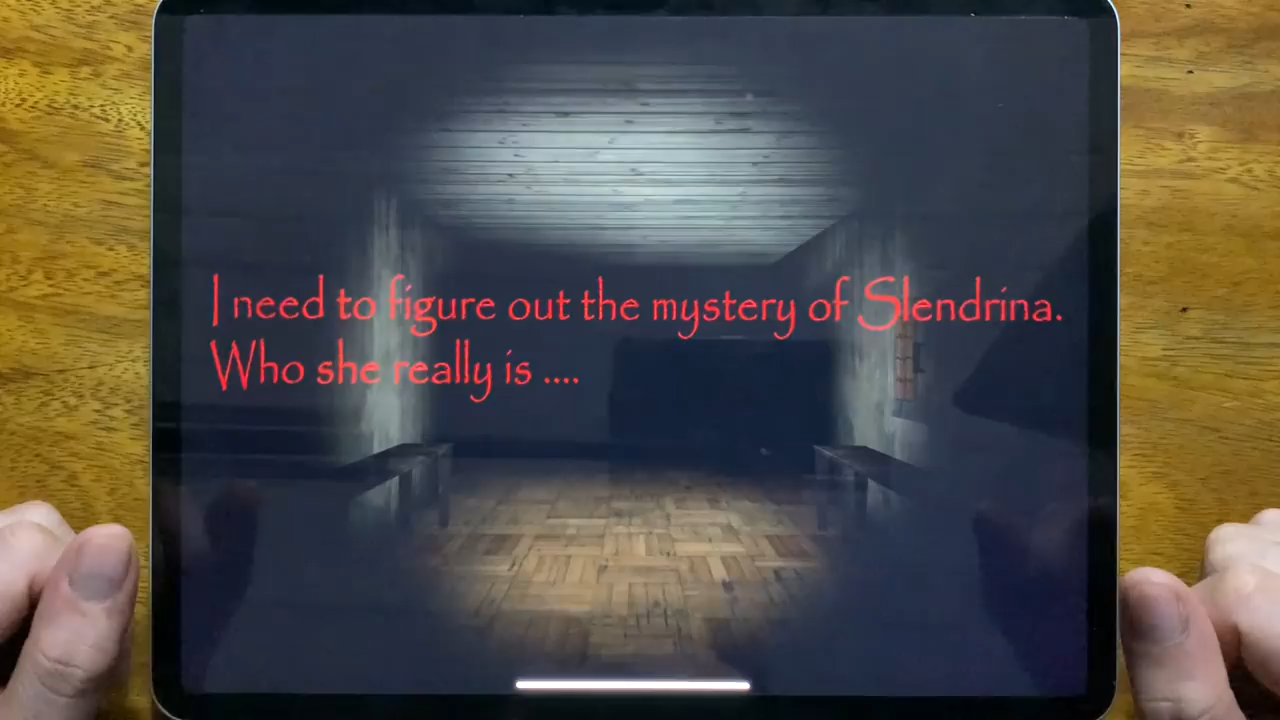 I need to figure out the mystery of Slendrina.
Who she really is ....